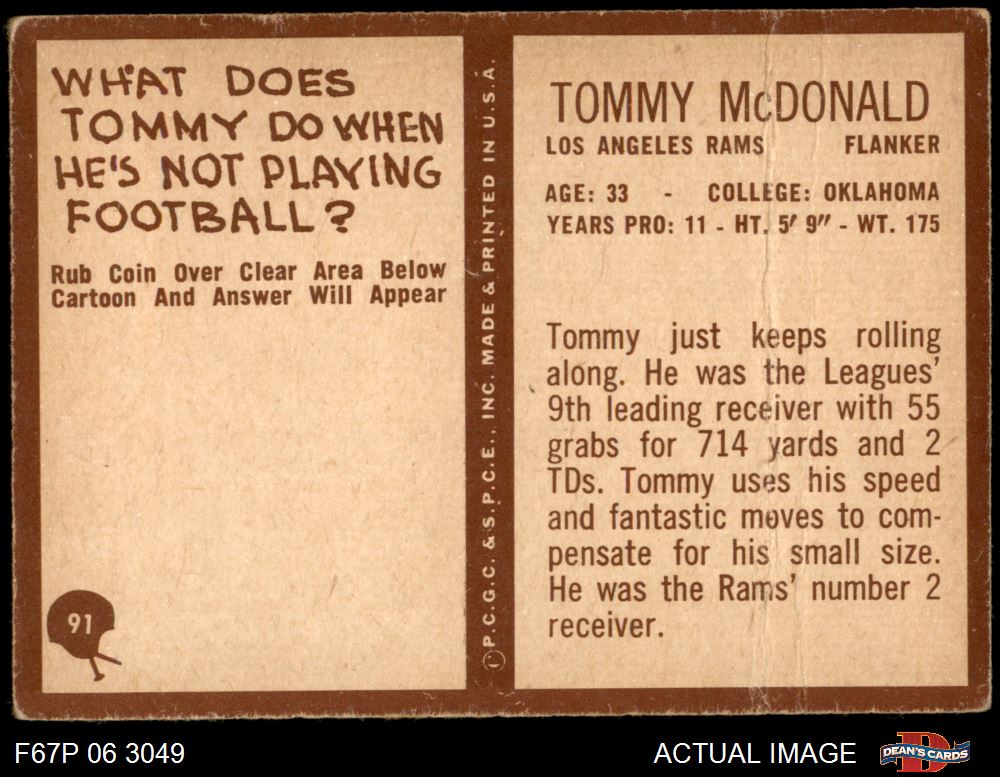 WHAT DOES
TOMMY DO WHEN
HE'S NOT PLAYING
FOOTBALL?
Rub Coin Over Clear Area Below
Cartoon And Answer Will Appear
91
©P.C.G.C. & S.P.C.E., INC. MADE & PRINTED IN U.S.A.
TOMMY McDONALD
LOS ANGELES RAMS FLANKER
AGE: 33 - COLLEGE: OKLAHOMA
YEARS PRO: 11 - HT. 5' 9" - WT. 175
Tommy just keeps rolling
along. He was the Leagues'
9th leading receiver with 55
grabs for 714 yards and 2
TDs. Tommy uses his speed
and fantastic moves to com-
pensate for his small size.
He was the Rams' number 2
receiver.
F67P 06 3049
ACTUAL IMAGE
DEAN'S CARDS